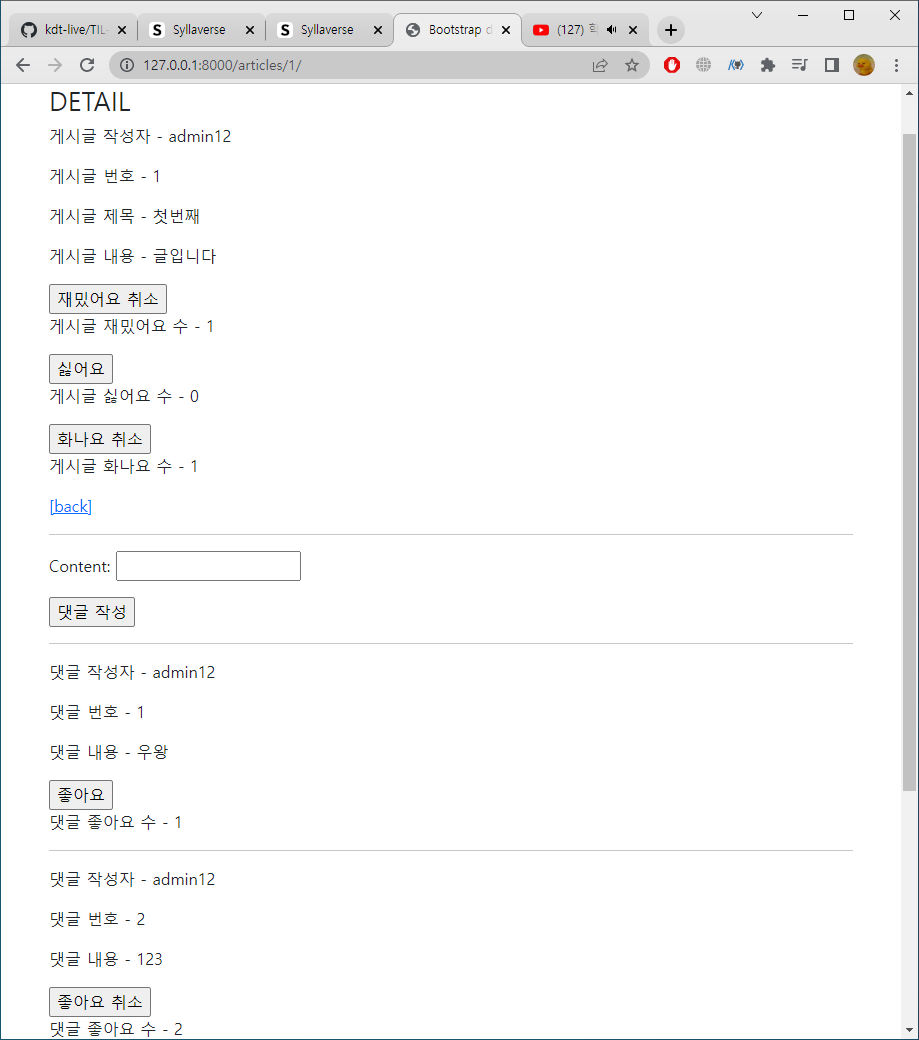 kdt-live/TIL
Syllaverse
Syllaverse
Bootstrap
(127)
127.0.0.1:8000/articles/1/
DETAIL
게시글 작성자 - admin12
게시글 번호 - 1
게시글 제목 - 첫번째
게시글 내용 - 글입니다
재밌어요 취소
게시글 재밌어요 수 - 1
싫어요
게시글 싫어요 수 - 0
화나요 취소
게시글 화나요 수 - 1
[back]
Content:
댓글 작성
댓글 작성자 - admin12
댓글 번호 - 1
댓글 내용 - 우왕
좋아요
댓글 좋아요 수 - 1
댓글 작성자 - admin12
댓글 번호 - 2
댓글 내용 - 123
좋아요 취소
댓글 좋아요 수 - 2